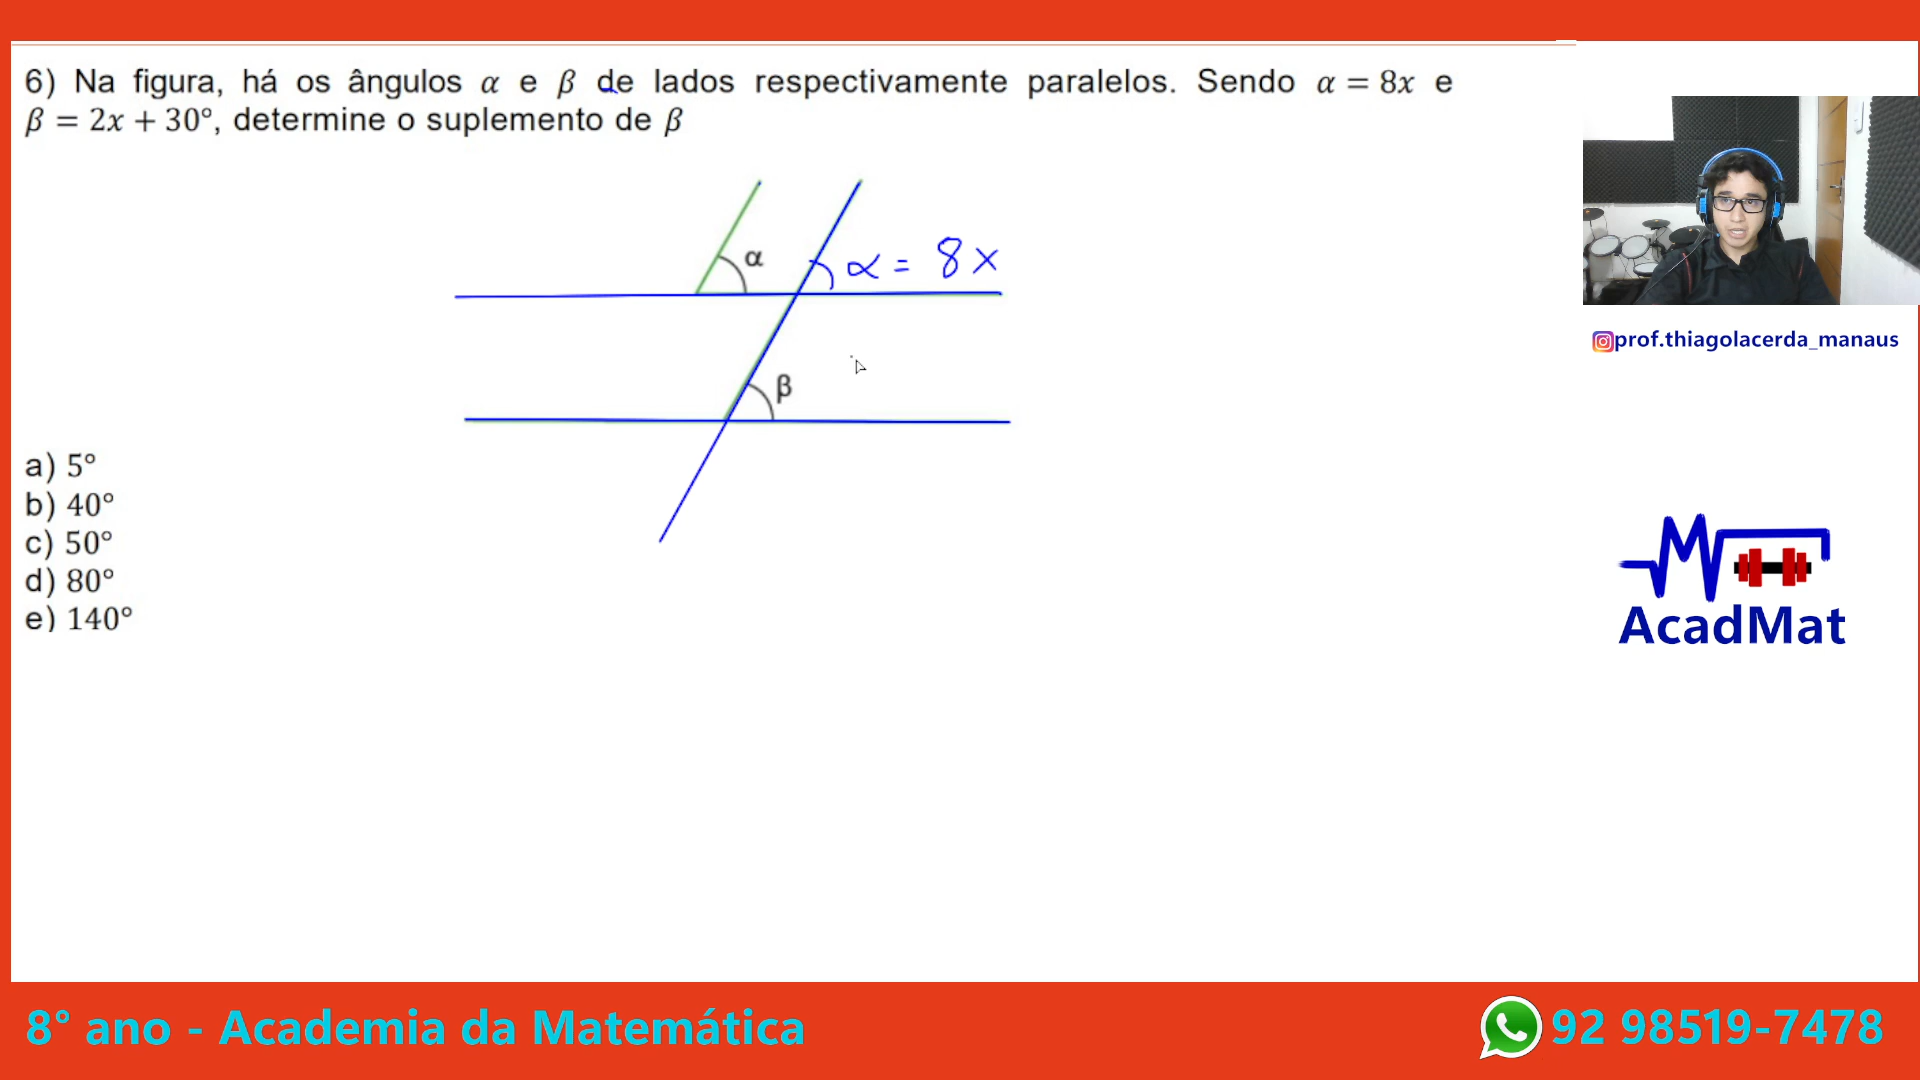 6) Na figura, há os ângulos α e β de lados respectivamente paralelos. Sendo α = 8x e
β = 2x + 30°, determine o suplemento de β
α
α = 8x
β
a) 5°
b) 40°
c) 50°
d) 80°
e) 140°
prof.thiagolacerda_manaus
AcadMat
8° ano - Academia da Matemática
92 98519-7478